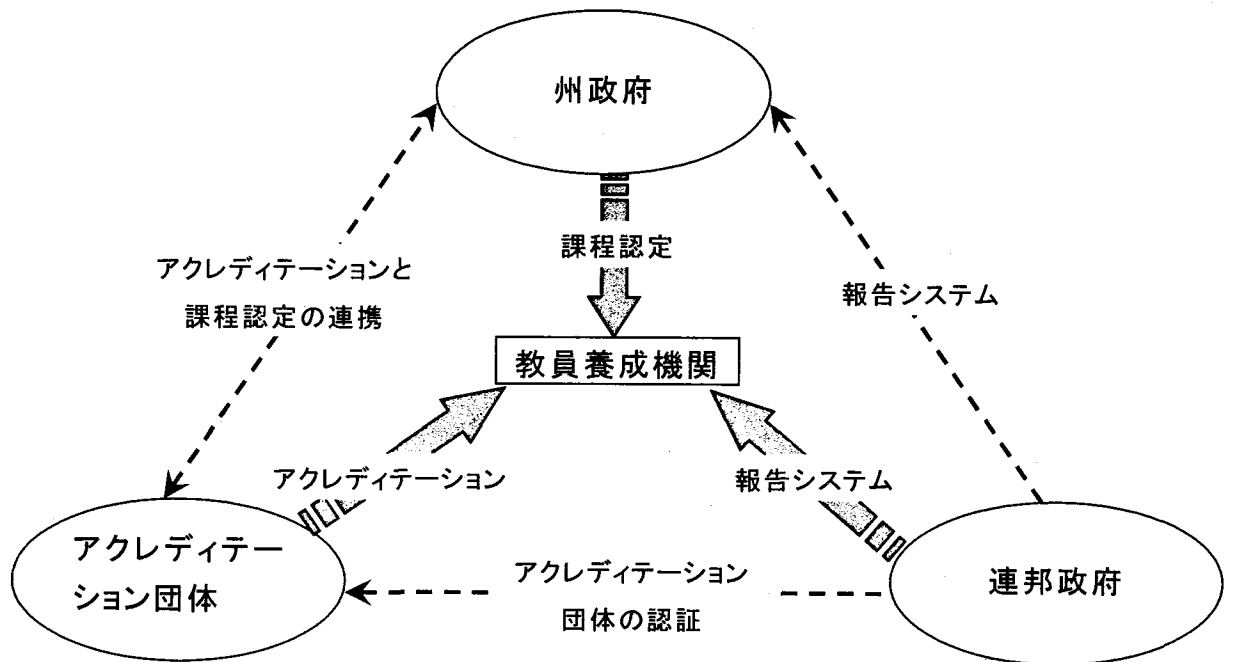 州政府
課程認定
アクレディテーションと
課程認定の連携
報告システム
教員養成機関
アクレディテーション
報告システム
アクレディテー
ション団体
アクレディテーション
団体の認証
連邦政府